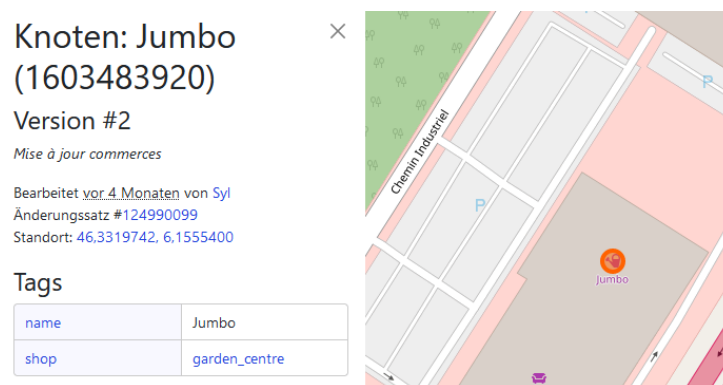 Knoten: Jumbo
(1603483920)
Version #2
Mise à jour commerces
Bearbeitet vor 4 Monaten von Syl
Änderungssatz #124990099
Standort: 46,3319742, 6,1555400
Tags
name Jumbo
shop garden_centre
Chemin Industriel
P
P
Jumbo